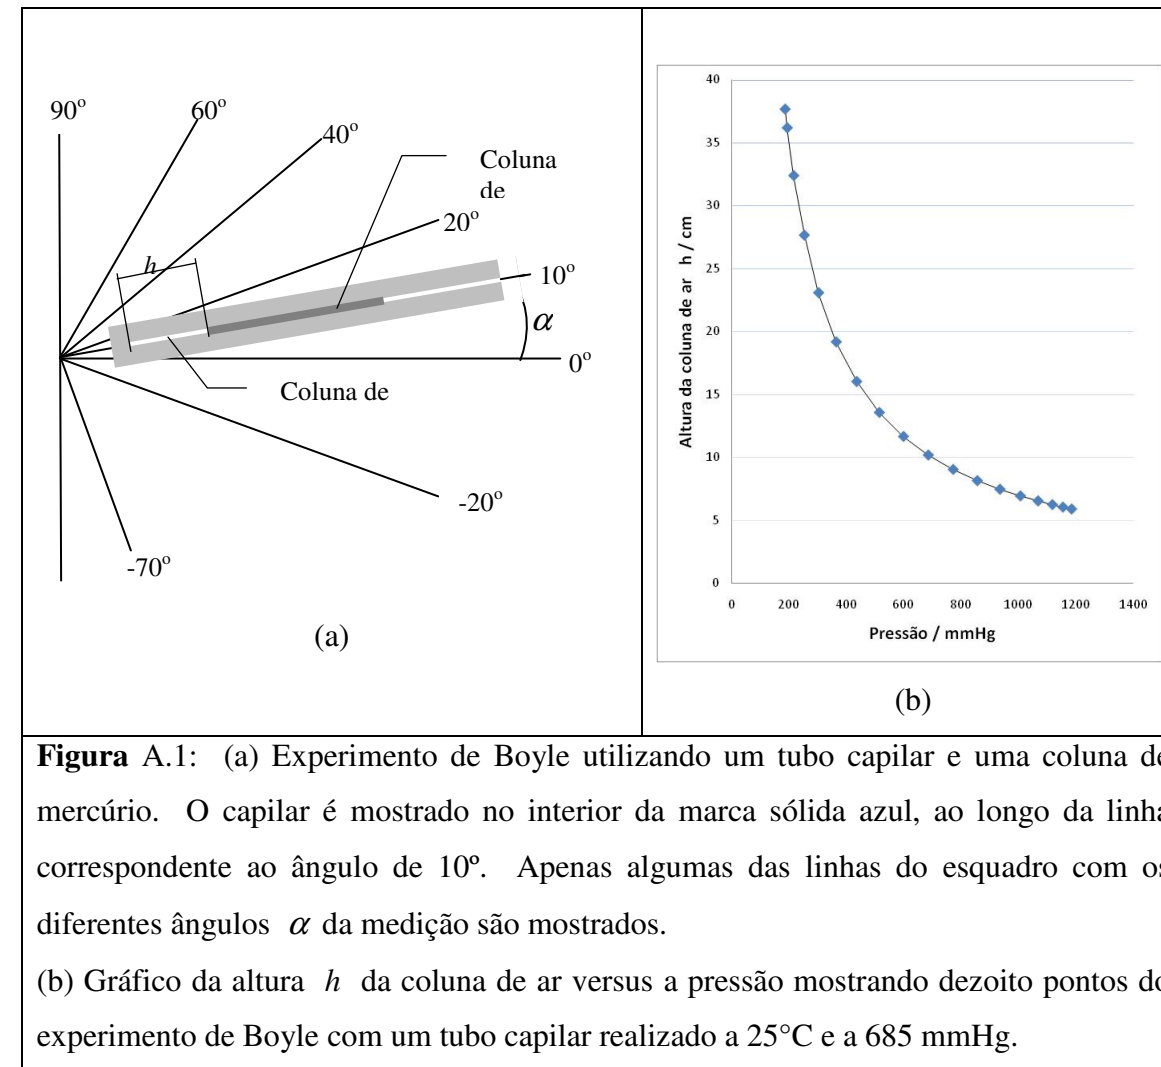 90º
60º
40º
Coluna
de
20º
h
10º
α
0º
Coluna de
-20º
-70º
(a)
40
35
30
25
20
15
10
5
0
Altura da coluna de ar h / cm
0 200 400 600 800 1000 1200 1400
Pressão / mmHg
(b)
Figura A.1: (a) Experimento de Boyle utilizando um tubo capilar e uma coluna de
mercúrio. O capilar é mostrado no interior da marca sólida azul, ao longo da linha
correspondente ao ângulo de 10º. Apenas algumas das linhas do esquadro com os
diferentes ângulos α da medição são mostrados.
(b) Gráfico da altura h da coluna de ar versus a pressão mostrando dezoito pontos do
experimento de Boyle com um tubo capilar realizado a 25°C e a 685 mmHg.